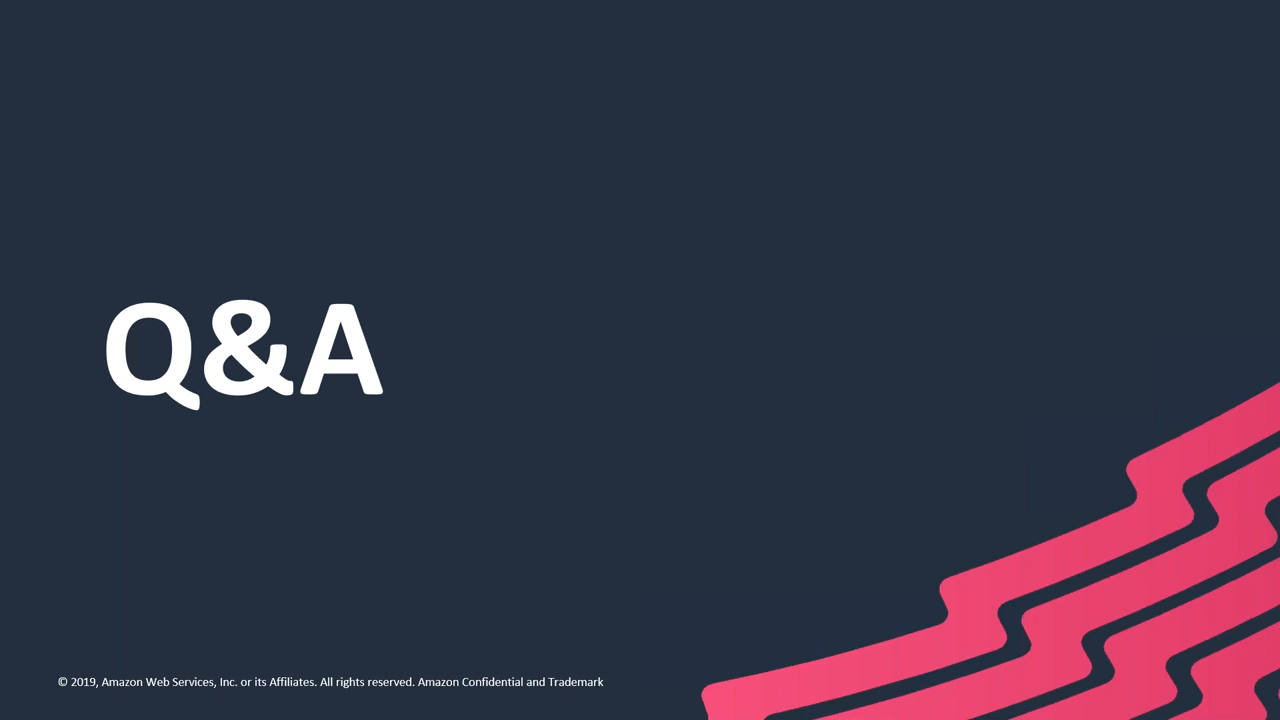 Q&A
© 2019, Amazon Web Services, Inc. or its Affiliates. All rights reserved. Amazon Confidential and Trademark